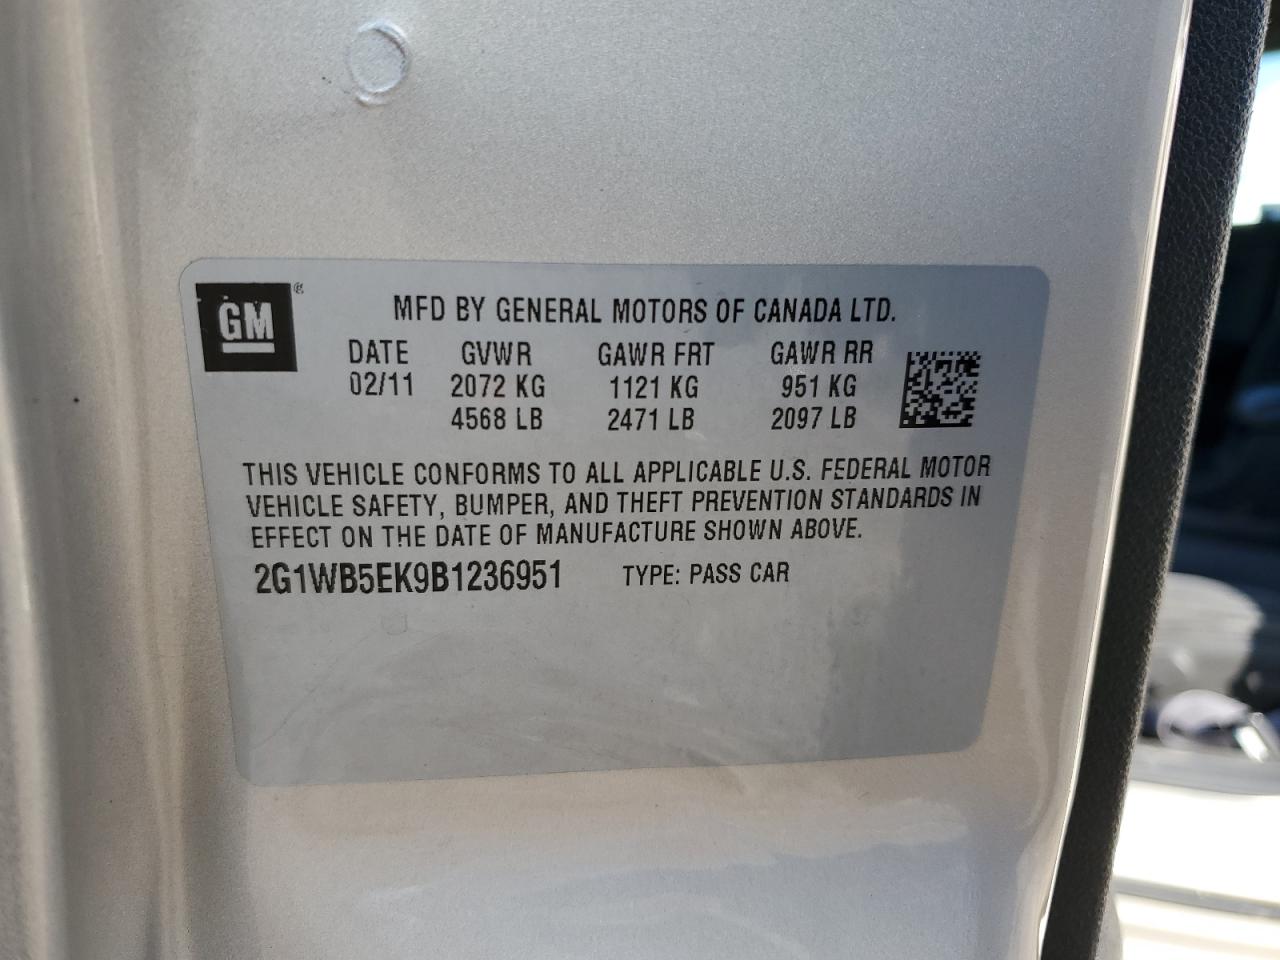 GM ®
MFD BY GENERAL MOTORS OF CANADA LTD.
DATE GVWR GAWR FRT GAWR RR
02/11 2072 KG 1121 KG 951 KG
4568 LB 2471 LB 2097 LB
THIS VEHICLE CONFORMS TO ALL APPLICABLE U.S. FEDERAL MOTOR
VEHICLE SAFETY, BUMPER, AND THEFT PREVENTION STANDARDS IN
EFFECT ON THE DATE OF MANUFACTURE SHOWN ABOVE.
2G1WB5EK9B1236951 TYPE: PASS CAR